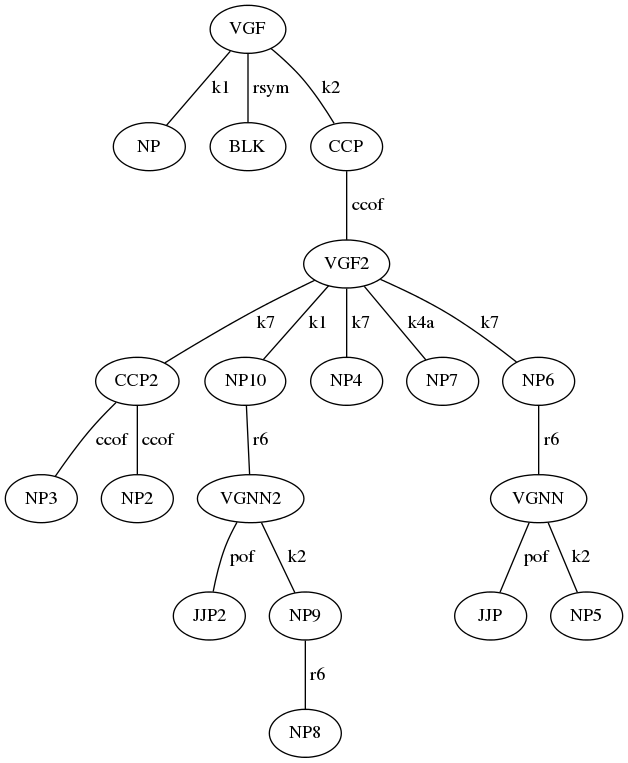 VGF
k1 rsym k2
NP BLK CCP
ccof
VGF2
k7 k1 k7 k4a k7
CCP2 NP10 NP4 NP7 NP6
ccof ccof r6 r6
NP3 NP2 VGNN2 VGNN
pof k2 pof k2
JJP2 NP9 JJP NP5
r6
NP8